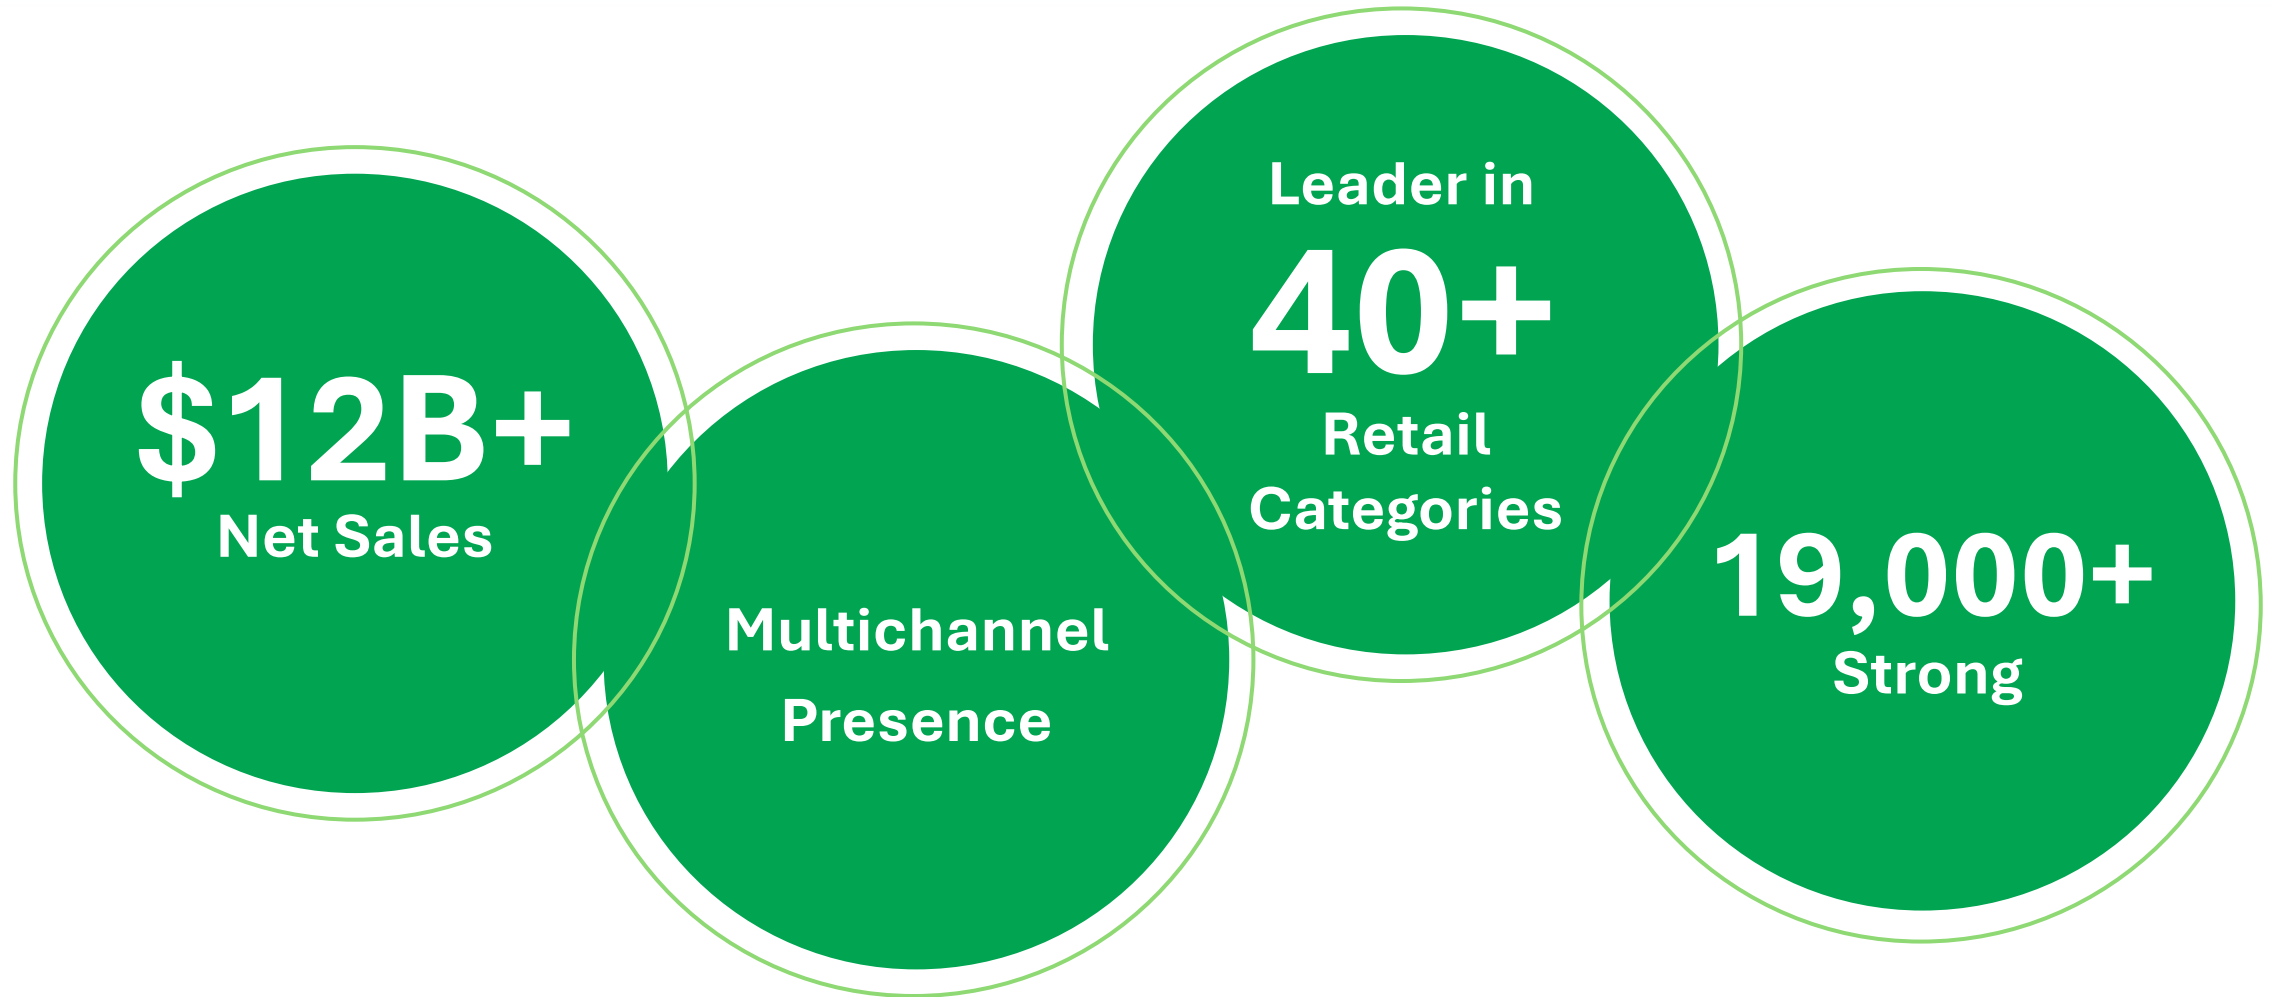 $12B+
Net Sales
Multichannel
Presence
Leader in
40+
Retail
Categories
19,000+
Strong